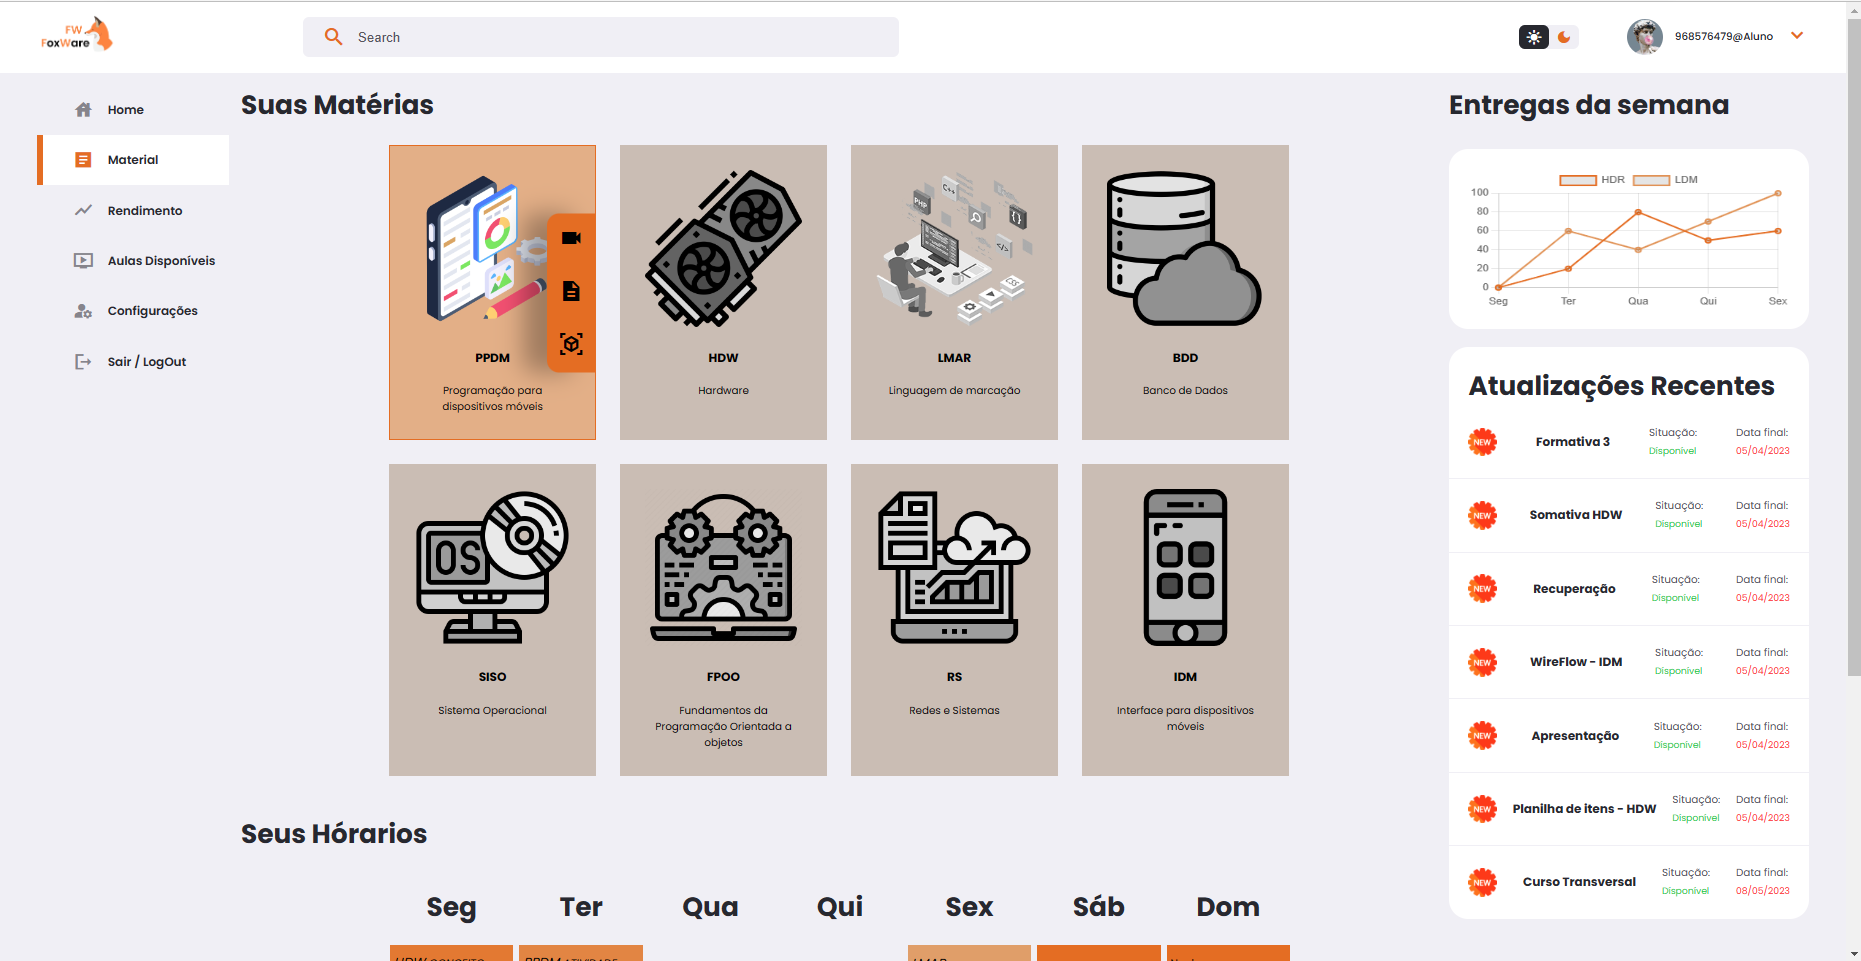 FW
FoxWare
Search
968576479@Aluno
Home
Material
Rendimento
Aulas Disponíveis
Configurações
Sair / LogOut
Suas Matérias
PPDM
Programação para
dispositivos móveis
HDW
Hardware
PHP
C++
CSS
LMAR
Linguagem de marcação
BDD
Banco de Dados
OS
SISO
Sistema Operacional
FPOO
Fundamentos da
Programação Orientada a
objetos
RS
Redes e Sistemas
IDM
Interface para dispositivos
móveis
Seus Hórarios
Seg Ter Qua Qui Sex Sáb Dom
Entregas da semana
HDR LDM
100
80
60
40
20
0
Seg Ter Qua Qui Sex
Atualizações Recentes
NEW Formativa 3 Situação: Data final:
Disponível 05/04/2023
NEW Somativa HDW Situação: Data final:
Disponível 05/04/2023
NEW Recuperação Situação: Data final:
Disponível 05/04/2023
NEW WireFlow - IDM Situação: Data final:
Disponível 05/04/2023
NEW Apresentação Situação: Data final:
Disponível 05/04/2023
NEW Planilha de itens - HDW Situação: Data final:
Disponível 05/04/2023
NEW Curso Transversal Situação: Data final:
Disponível 08/05/2023